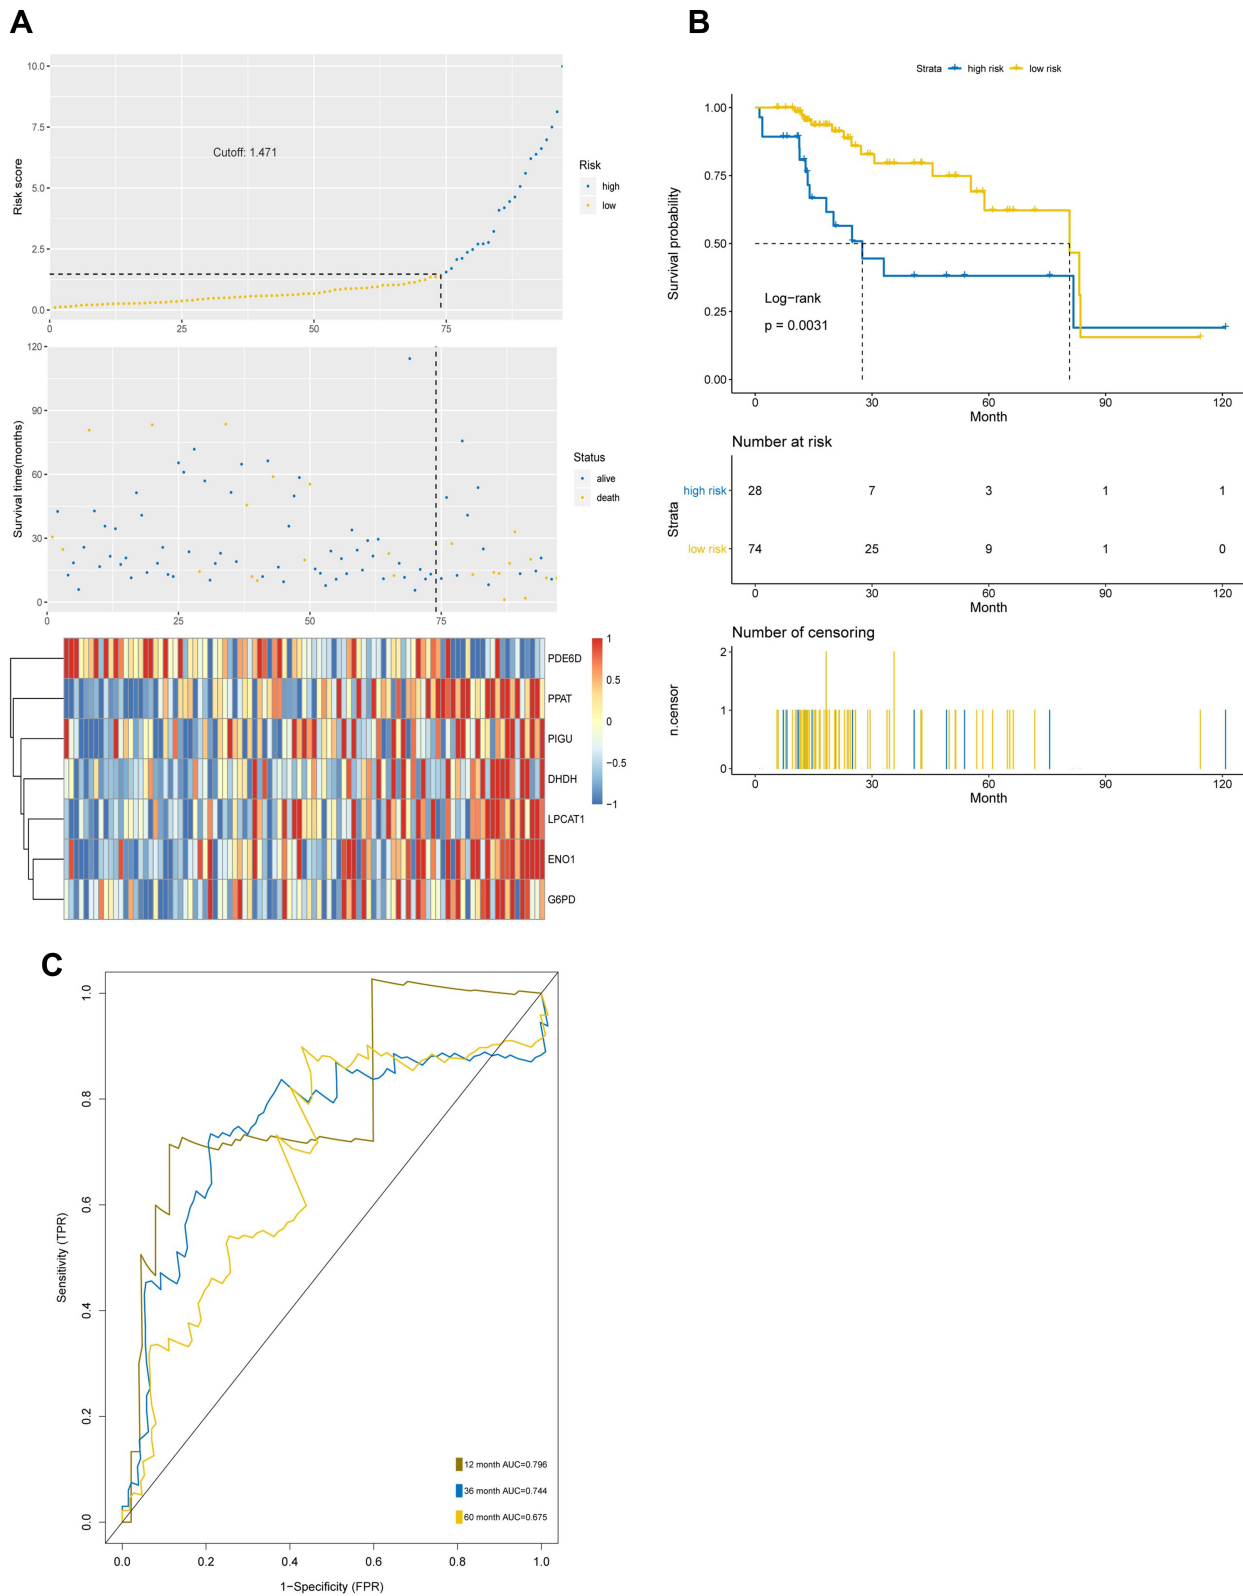 A
10.0
7.5
5.0
2.5
0.0
Risk score
Cutoff: 1.471
0
25
50
75
Risk
high
low
120
90
60
30
0
Survival time(months)
0
25
50
75
Status
alive
death
PDE6D
PPAT
PIGU
DHDH
LPCAT1
ENO1
G6PD
1
0.5
0
−0.5
−1
B
Strata high risk low risk
1.00
0.75
0.50
0.25
0.00
Survival probability
Log−rank
p = 0.0031
0 30 60 90 120
Month
Number at risk
Strata
high risk 28 7 3 1 1
low risk 74 25 9 1 0
0 30 60 90 120
Month
Number of censoring
2
1
0
n.censor
0 30 60 90 120
Month
C
1.0
0.8
0.6
0.4
0.2
0.0
Sensitivity (TPR)
12 month AUC=0.796
36 month AUC=0.744
60 month AUC=0.675
0.0 0.2 0.4 0.6 0.8 1.0
1−Specificity (FPR)